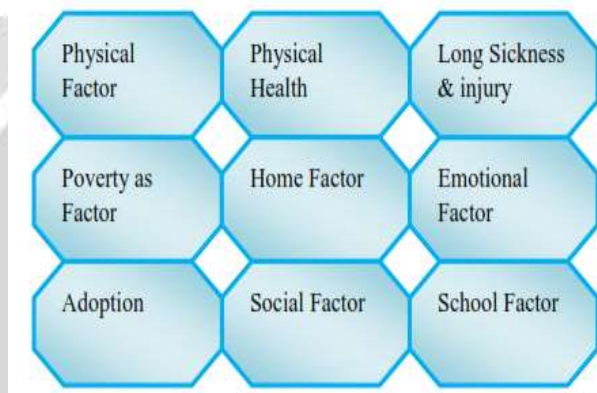 Physical
Factor
Physical
Health
Long Sickness
& injury
Poverty as
Factor
Home Factor
Emotional
Factor
Adoption
Social Factor
School Factor